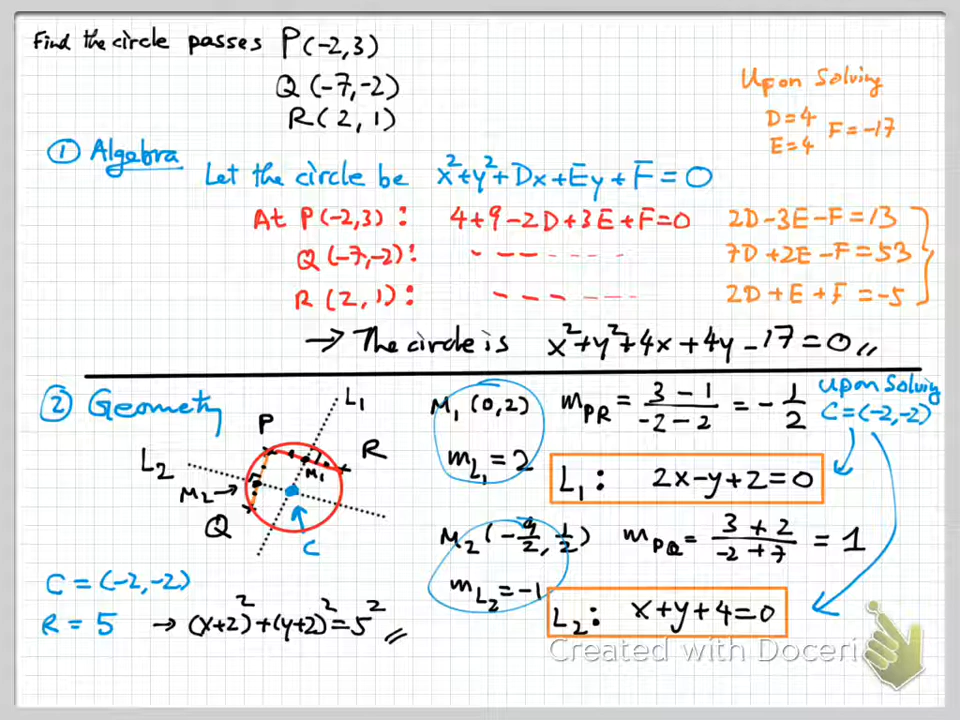 Find the circle passes P(-2,3)
Q(-7,-2)
R(2,1)
Upon Solving
D=4
E=4
F=-17
① Algebra
Let the circle be x²+y²+Dx+Ey+F=0
At P(-2,3): 4+9-2D+3E+F=0 2D-3E-F=13
Q(-7,-2): - - - - - - - 7D+2E-F=53
R(2,1): - - - - - - 2D+E+F=-5
→ The circle is x²+y²+4x+4y-17=0 //
② Geometry
P
L₁
R
L₂
M₁
M₂→
Q
C
C=(-2,-2)
R=5 → (x+2)²+(y+2)²=5² //
M₁(0,2) m_PR = (3-1)/(-2-2) = -1/2
m_L₁=2
Upon Solving
C=(-2,-2)
L₁: 2x-y+2=0
M₂(-9/2, 1/2) m_PQ = (3+2)/(-2+7) = 1
m_L₂=-1
L₂: x+y+4=0
Created with Doceri